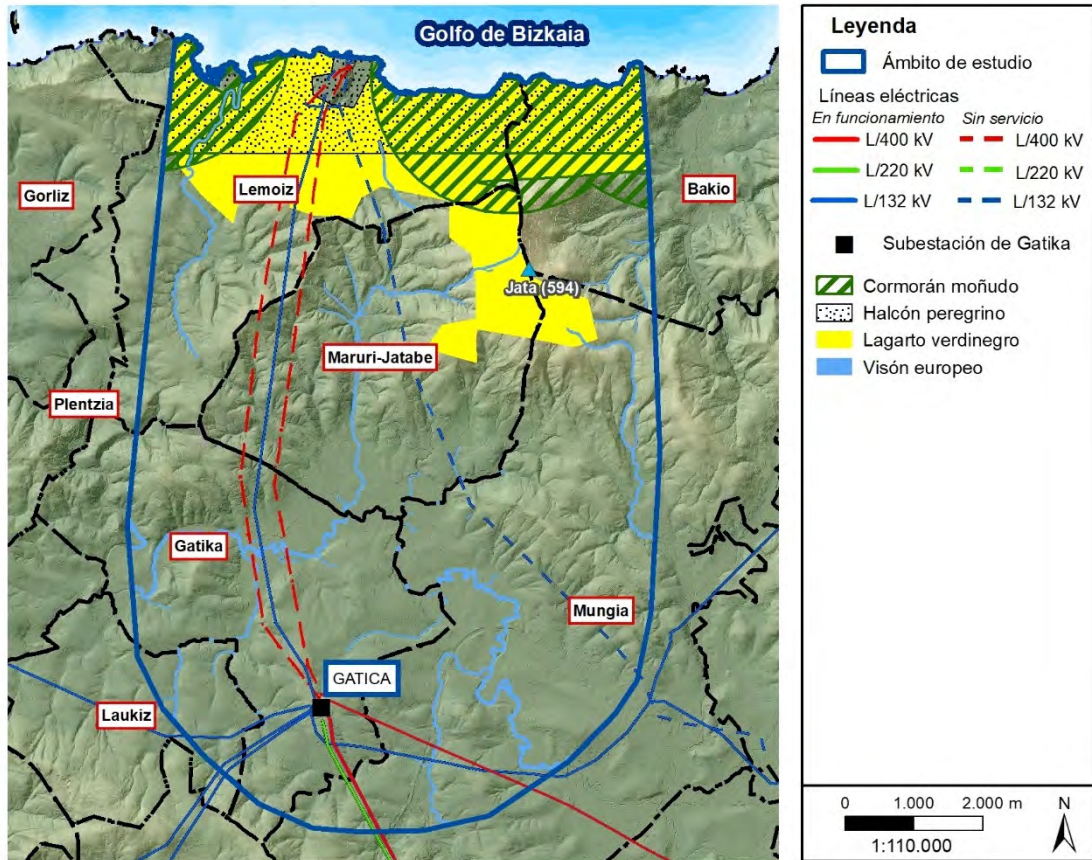 Golfo de Bizkaia
Gorliz
Lemoiz
Bakio
Jata (594)
Maruri-Jatabe
Plentzia
Gatika
Mungia
GATICA
Laukiz
Leyenda
Ámbito de estudio
Líneas eléctricas
En funcionamiento Sin servicio
L/400 kV L/400 kV
L/220 kV L/220 kV
L/132 kV L/132 kV
Subestación de Gatika
Cormorán moñudo
Halcón peregrino
Lagarto verdinegro
Visón europeo
0 1.000 2.000 m N
1:110.000